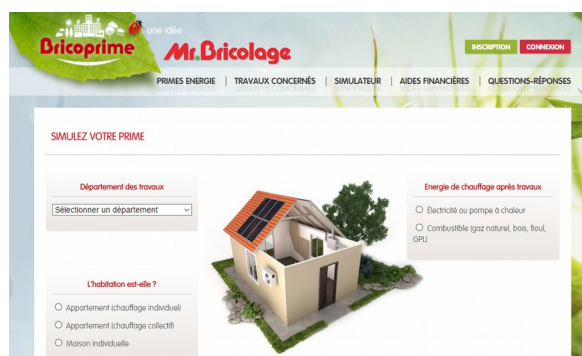 une idée
Bricoprime
Mr.Bricolage
INSCRIPTION
CONNEXION
PRIMES ENERGIE | TRAVAUX CONCERNÉS | SIMULATEUR | AIDES FINANCIÈRES | QUESTIONS-RÉPONSES
SIMULEZ VOTRE PRIME
Département des travaux
Sélectionner un département
L'habitation est-elle ?
Appartement (chauffage individuel)
Appartement (chauffage collectif)
Maison individuelle
Energie de chauffage après travaux
Électricité ou pompe à chaleur
Combustible (gaz naturel, bois, fioul,
GPL)